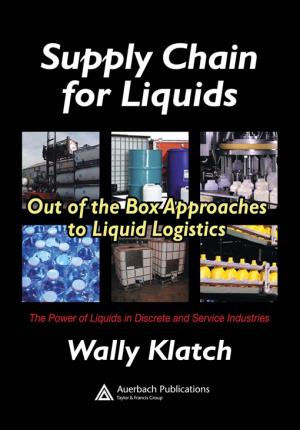 Supply Chain
for Liquids
Out of the Box Approaches
to Liquid Logistics
The Power of Liquids in Discrete and Service Industries
Wally Klatch
Auerbach Publications
Taylor & Francis Group